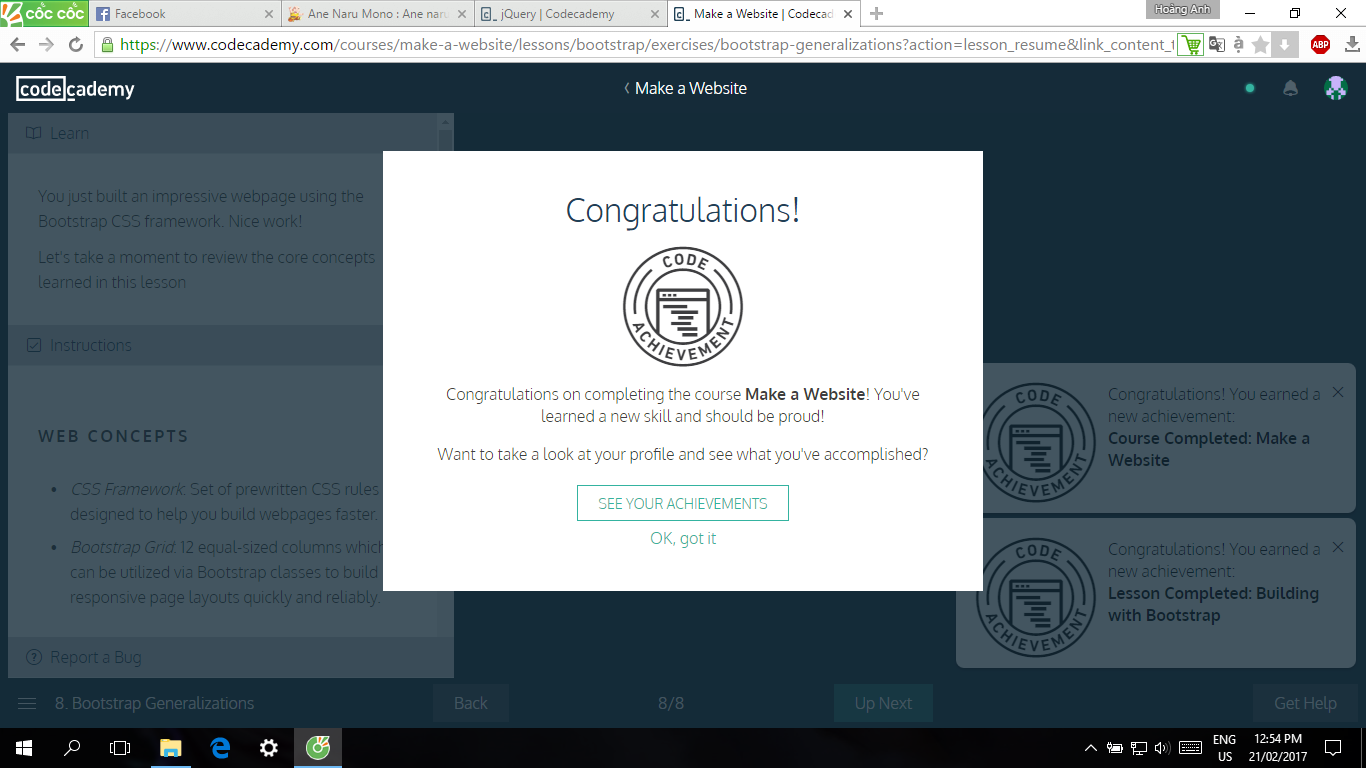 cốc cốc
Facebook
Ane Naru Mono : Ane naru
jQuery | Codecademy
Make a Website | Codecad
Hoàng Anh
https://www.codecademy.com/courses/make-a-website/lessons/bootstrap/exercises/bootstrap-generalizations?action=lesson_resume&link_content_t
ABP
codecademy
Make a Website
Learn
You just built an impressive webpage using the
Bootstrap CSS framework. Nice work!
Let's take a moment to review the core concepts
learned in this lesson
Instructions
WEB CONCEPTS
• CSS Framework: Set of prewritten CSS rules
designed to help you build webpages faster.
• Bootstrap Grid: 12 equal-sized columns which
can be utilized via Bootstrap classes to build
responsive page layouts quickly and reliably.
Report a Bug
Congratulations!
CODE ACHIEVEMENT
Congratulations on completing the course Make a Website! You've
learned a new skill and should be proud!
Want to take a look at your profile and see what you've accomplished?
SEE YOUR ACHIEVEMENTS
OK, got it
CODE ACHIEVEMENT
Congratulations! You earned a
new achievement:
Course Completed: Make a
Website
CODE ACHIEVEMENT
Congratulations! You earned a
new achievement:
Lesson Completed: Building
with Bootstrap
8. Bootstrap Generalizations
Back
8/8
Up Next
Get Help
ENG
US
12:54 PM
21/02/2017